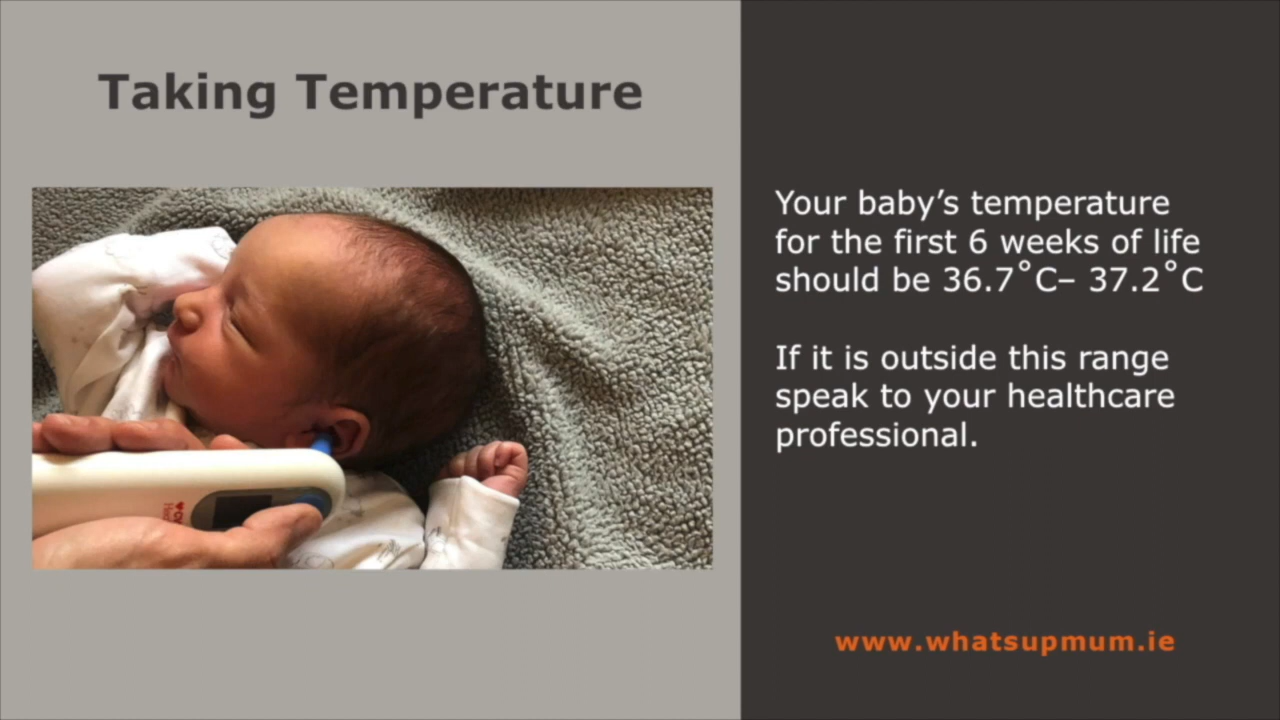 Taking Temperature
Your baby’s temperature
for the first 6 weeks of life
should be 36.7˚C– 37.2˚C
If it is outside this range
speak to your healthcare
professional.
www.whatsupmum.ie